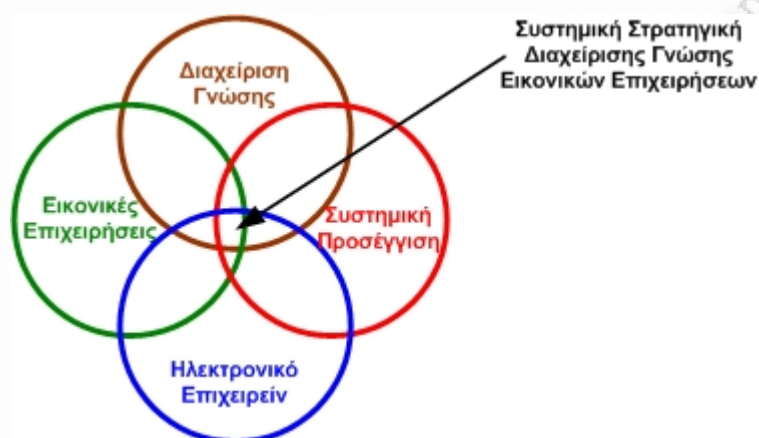 Συστημική Στρατηγική
Διαχείρισης Γνώσης
Εικονικών Επιχειρήσεων
Διαχείριση
Γνώσης
Εικονικές
Επιχειρήσεις
Συστημική
Προσέγγιση
Ηλεκτρονικό
Επιχειρείν